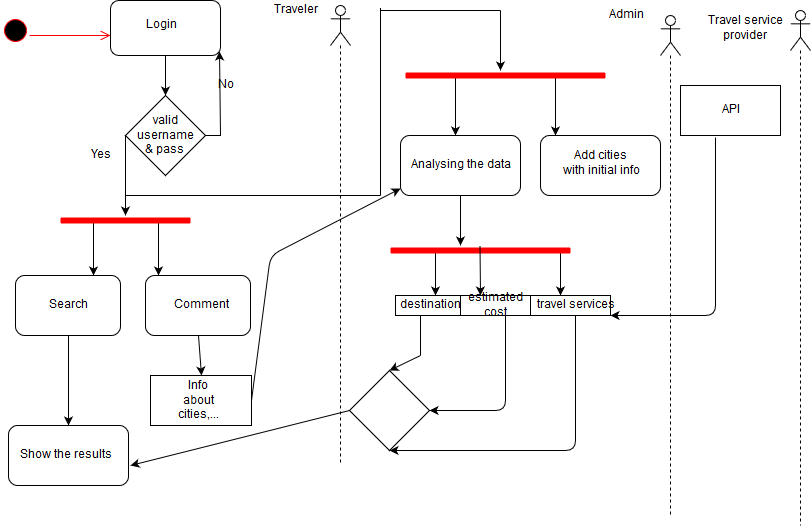 Traveler
Admin
Travel service
provider
Login
No
valid
username
& pass
Yes
API
Analysing the data
Add cities
with initial info
Search
Comment
destination
estimated
cost
travel services
Info
about
cities,...
Show the results